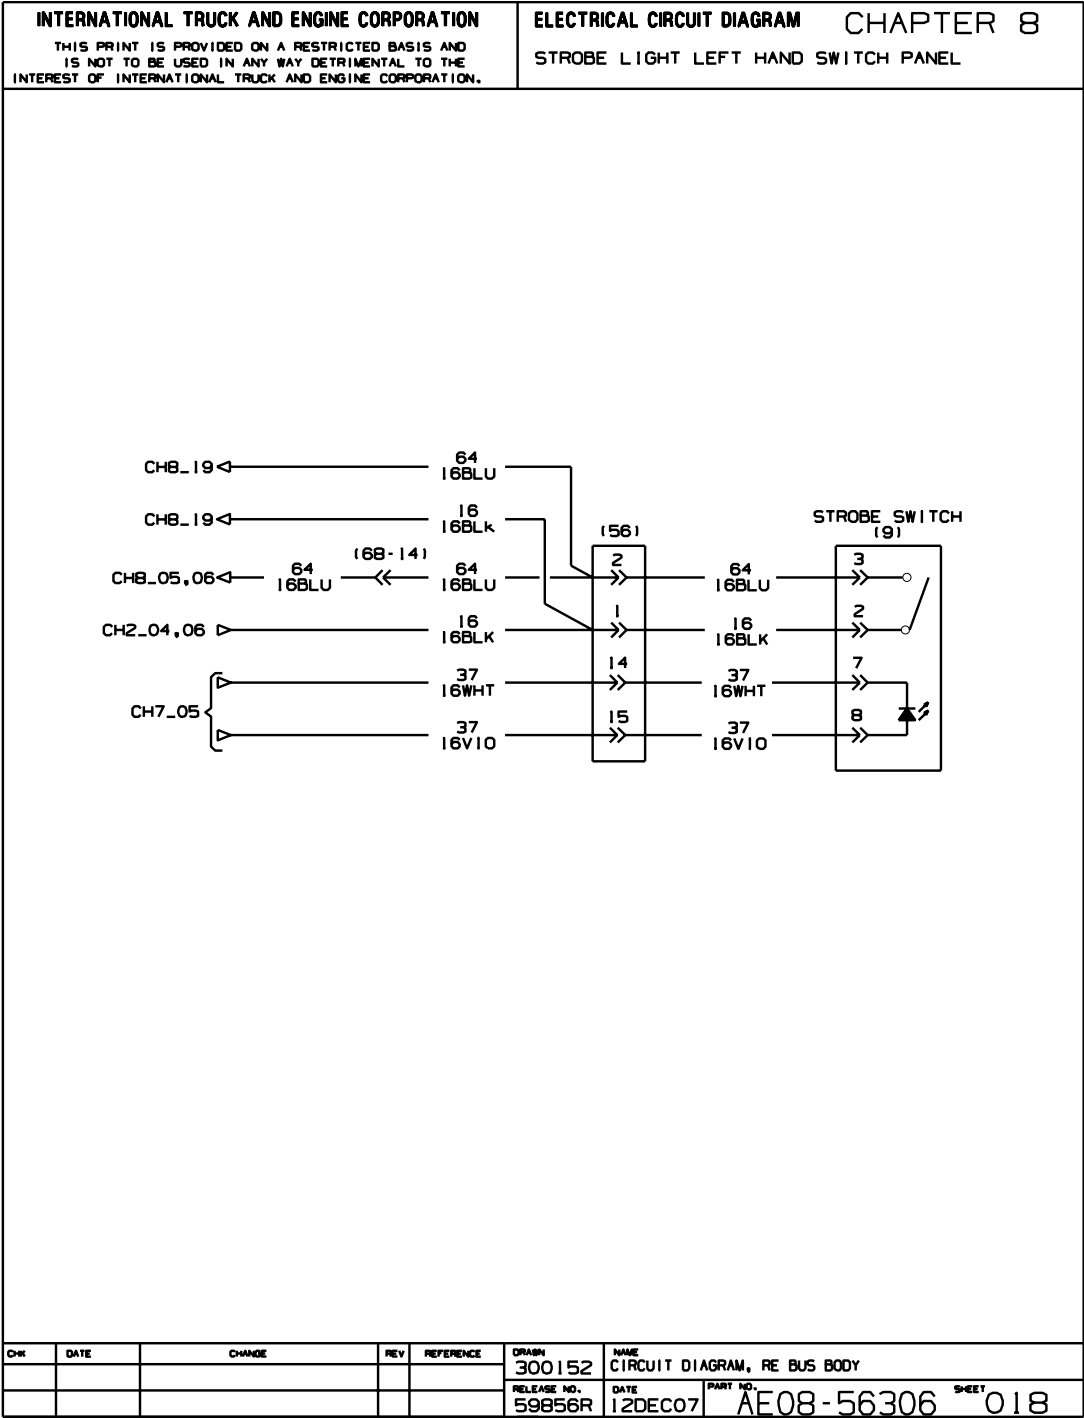 INTERNATIONAL TRUCK AND ENGINE CORPORATION
THIS PRINT IS PROVIDED ON A RESTRICTED BASIS AND
IS NOT TO BE USED IN ANY WAY DETRIMENTAL TO THE
INTEREST OF INTERNATIONAL TRUCK AND ENGINE CORPORATION.
ELECTRICAL CIRCUIT DIAGRAM CHAPTER 8
STROBE LIGHT LEFT HAND SWITCH PANEL
CH8_19
64
16BLU
CH8_19
16
16BLK
(56)
STROBE SWITCH
(9)
CH8_05,06
64
16BLU
(68-14)
64
16BLU
2
64
16BLU
3
CH2_04,06
16
16BLK
1
16
16BLK
2
CH7_05
37
16WHT
14
37
16WHT
7
37
16VIO
15
37
16VIO
8
CHK DATE CHANGE REV REFERENCE
DRAWN
300152
NAME
CIRCUIT DIAGRAM, RE BUS BODY
RELEASE NO.
59856R
DATE
12DEC07
PART NO.
AE08-56306
SHEET
018